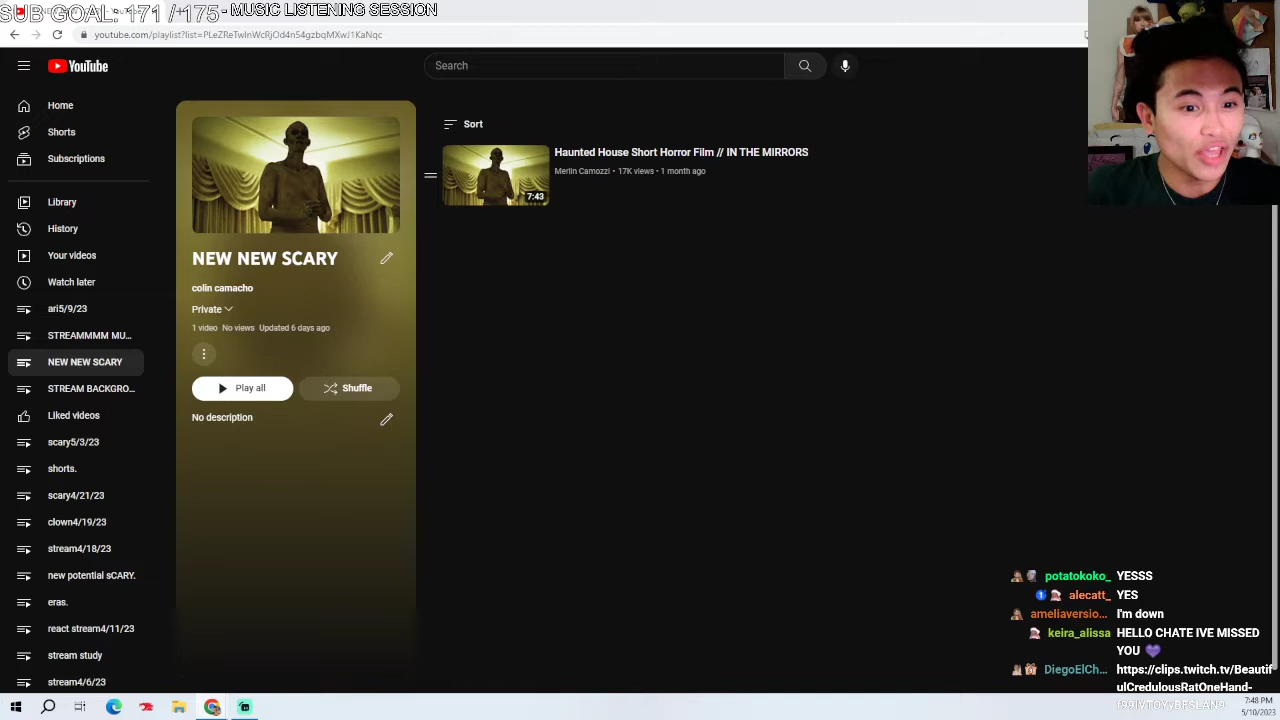 SUB GOAL: 171 / 175 - MUSIC LISTENING SESSION
youtube.com/playlist?list=PLeZReTwInWcRjOd4n54gzbqMXwJ1KaNqc
YouTube
Search
Home
Shorts
Subscriptions
Library
History
Your videos
Watch later
ari5/9/23
STREAMMMM MU...
NEW NEW SCARY
STREAM BACKGRO...
Liked videos
scary5/3/23
shorts.
scary4/21/23
clown4/19/23
stream4/18/23
new potential sCARY.
eras.
react stream4/11/23
stream study
stream4/6/23
NEW NEW SCARY
colin camacho
Private
1 video No views Updated 6 days ago
Play all
Shuffle
No description
Sort
7:43
Haunted House Short Horror Film // IN THE MIRRORS
Merlin Camozzi • 17K views • 1 month ago
potatokoko_ YESSS
1 alecatt_ YES
ameliaversio... I'm down
keira_alissa HELLO CHATE IVE MISSED
YOU
DiegoElCh... https://clips.twitch.tv/Beautif
ulCredulousRatOneHand-
7:48 PM
5/10/2023